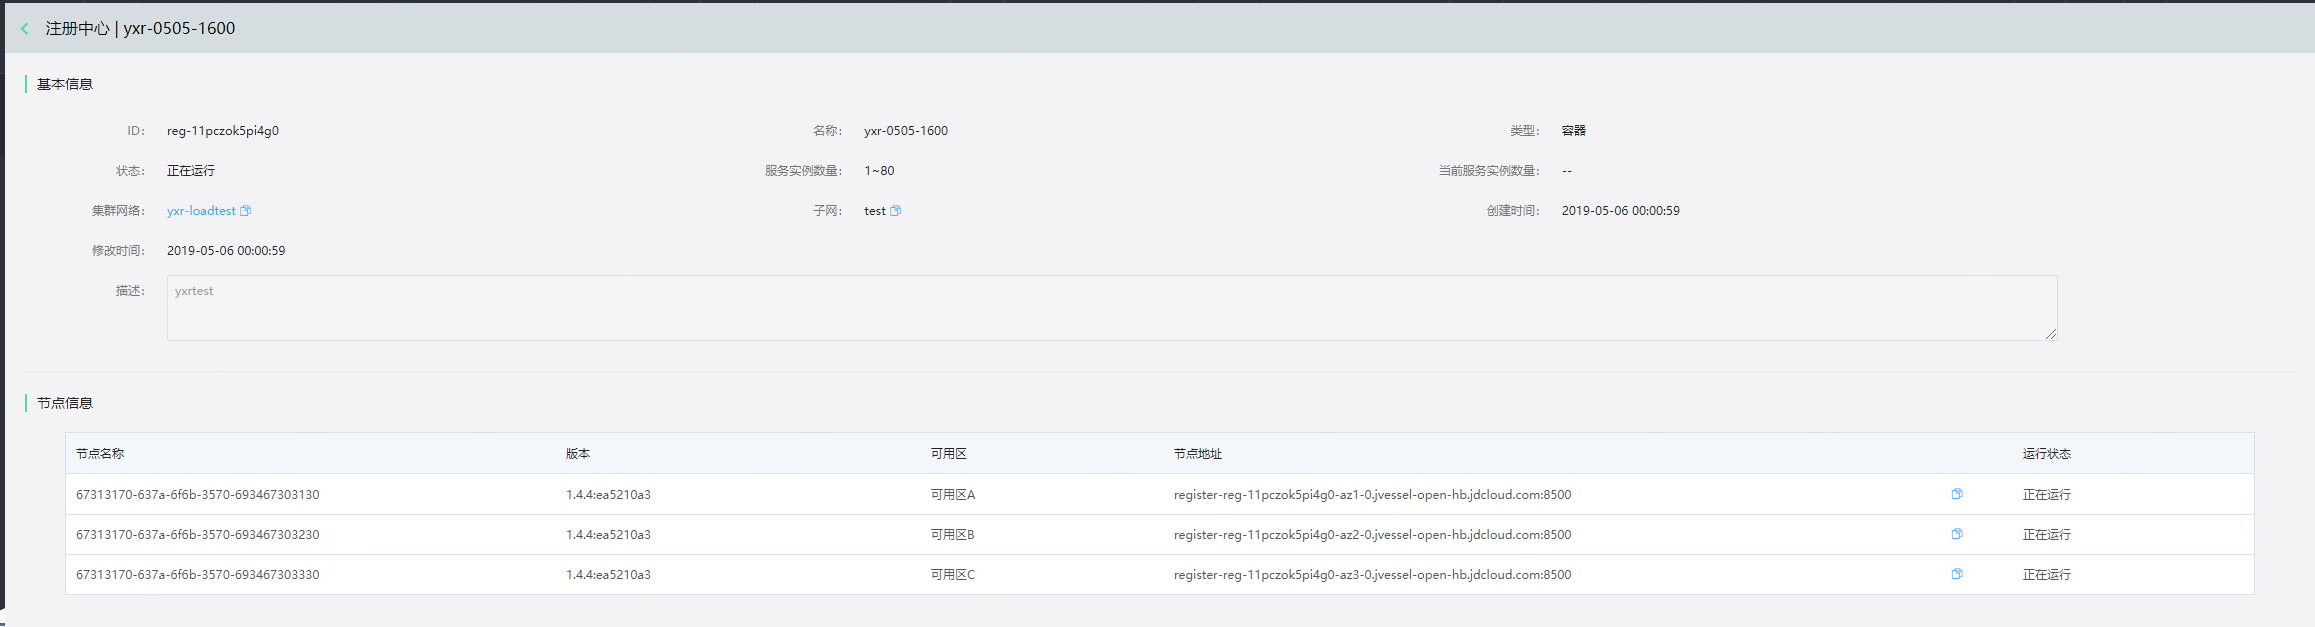 注册中心 | yxr-0505-1600
基本信息
ID： reg-11pczok5pi4g0 名称： yxr-0505-1600 类型： 容器
状态： 正在运行 服务实例数量： 1~80 当前服务实例数量： --
集群网络： yxr-loadtest 子网： test 创建时间： 2019-05-06 00:00:59
修改时间： 2019-05-06 00:00:59
描述： yxrtest
节点信息
节点名称 版本 可用区 节点地址 运行状态
67313170-637a-6f6b-3570-693467303130 1.4.4:ea5210a3 可用区A register-reg-11pczok5pi4g0-az1-0.jvessel-open-hb.jdcloud.com:8500 正在运行
67313170-637a-6f6b-3570-693467303230 1.4.4:ea5210a3 可用区B register-reg-11pczok5pi4g0-az2-0.jvessel-open-hb.jdcloud.com:8500 正在运行
67313170-637a-6f6b-3570-693467303330 1.4.4:ea5210a3 可用区C register-reg-11pczok5pi4g0-az3-0.jvessel-open-hb.jdcloud.com:8500 正在运行